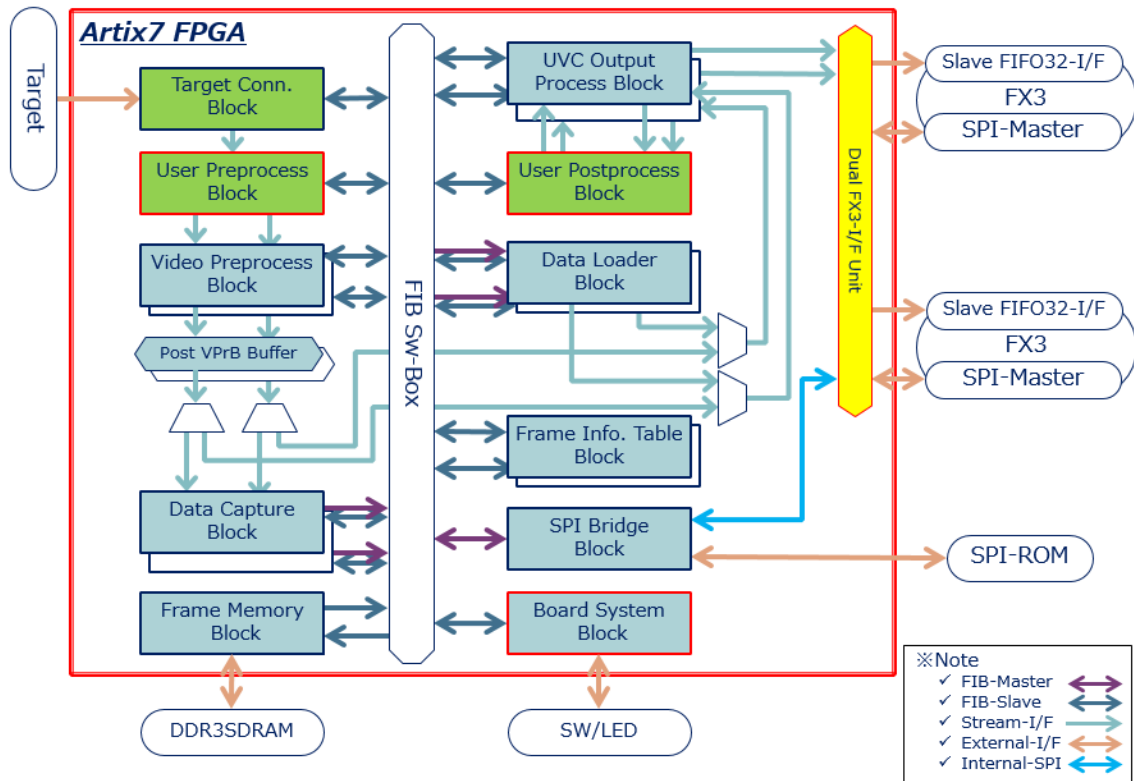 Artix7 FPGA
Target
Target Conn.
Block
User Preprocess
Block
Video Preprocess
Block
Post VPrB Buffer
Data Capture
Block
Frame Memory
Block
DDR3SDRAM
FIB Sw-Box
UVC Output
Process Block
User Postprocess
Block
Data Loader
Block
Frame Info. Table
Block
SPI Bridge
Block
Board System
Block
SW/LED
Dual FX3-I/F Unit
Slave FIFO32-I/F
FX3
SPI-Master
Slave FIFO32-I/F
FX3
SPI-Master
SPI-ROM
※Note
✓ FIB-Master
✓ FIB-Slave
✓ Stream-I/F
✓ External-I/F
✓ Internal-SPI